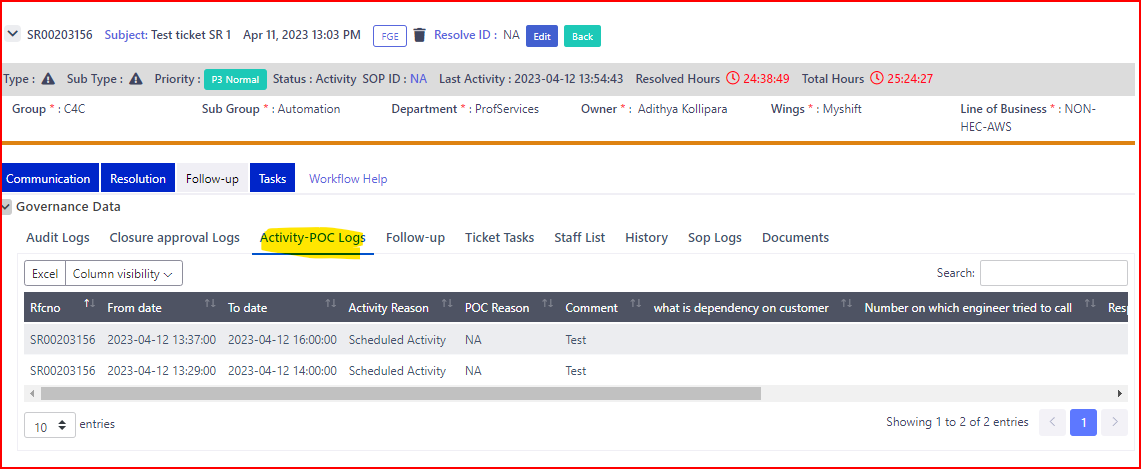 SR00203156 Subject: Test ticket SR 1 Apr 11, 2023 13:03 PM FGE Resolve ID : NA Edit Back
Type : Sub Type : Priority : P3 Normal Status : Activity SOP ID : NA Last Activity : 2023-04-12 13:54:43 Resolved Hours 24:38:49 Total Hours 25:24:27
Group * : C4C Sub Group * : Automation Department * : ProfServices Owner * : Adithya Kollipara Wings * : Myshift Line of Business * : NON-
HEC-AWS
Communication Resolution Follow-up Tasks Workflow Help
Governance Data
Audit Logs Closure approval Logs Activity-POC Logs Follow-up Ticket Tasks Staff List History Sop Logs Documents
Excel Column visibility Search:
Rfcno From date To date Activity Reason POC Reason Comment what is dependency on customer Number on which engineer tried to call Resp
SR00203156 2023-04-12 13:37:00 2023-04-12 16:00:00 Scheduled Activity NA Test
SR00203156 2023-04-12 13:29:00 2023-04-12 14:00:00 Scheduled Activity NA Test
10 entries Showing 1 to 2 of 2 entries 1